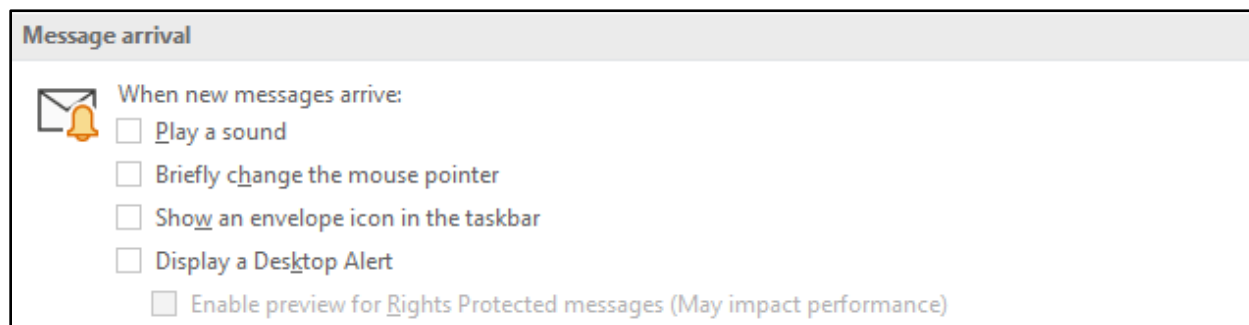 Message arrival
When new messages arrive:
Play a sound
Briefly change the mouse pointer
Show an envelope icon in the taskbar
Display a Desktop Alert
Enable preview for Rights Protected messages (May impact performance)